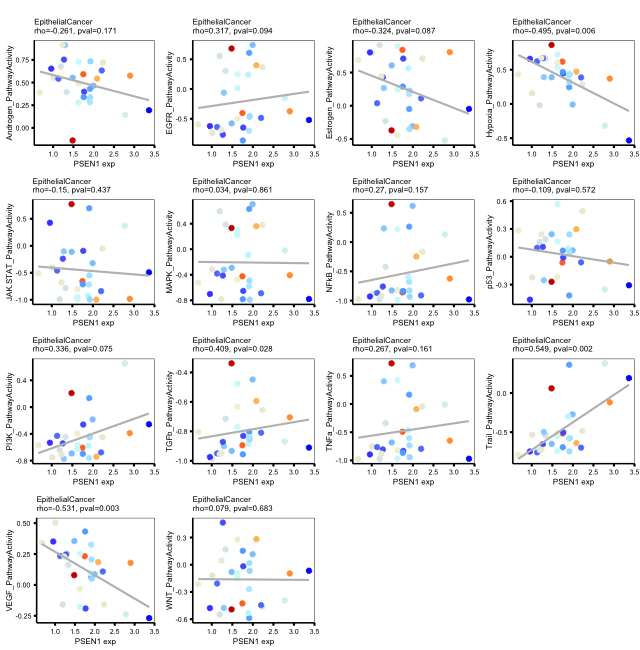 EpithelialCancer
rho=-0.261, pval=0.171
EpithelialCancer
rho=0.317, pval=0.094
EpithelialCancer
rho=-0.324, pval=0.087
EpithelialCancer
rho=-0.495, pval=0.006
Androgen_PathwayActivity
0.75
0.50
0.25
0.00
1.0 1.5 2.0 2.5 3.0 3.5
PSEN1 exp
EGFR_PathwayActivity
0.5
0.0
-0.5
1.0 1.5 2.0 2.5 3.0 3.5
PSEN1 exp
Estrogen_PathwayActivity
0.5
0.0
-0.5
1.0 1.5 2.0 2.5 3.0 3.5
PSEN1 exp
Hypoxia_PathwayActivity
0.5
0.0
-0.5
1.0 1.5 2.0 2.5 3.0 3.5
PSEN1 exp
EpithelialCancer
rho=-0.15, pval=0.437
EpithelialCancer
rho=0.034, pval=0.861
EpithelialCancer
rho=0.27, pval=0.157
EpithelialCancer
rho=-0.109, pval=0.572
JAK.STAT_PathwayActivity
0.5
0.0
-0.5
-1.0
1.0 1.5 2.0 2.5 3.0 3.5
PSEN1 exp
MAPK_PathwayActivity
0.4
0.0
-0.4
-0.8
1.0 1.5 2.0 2.5 3.0 3.5
PSEN1 exp
NFkB_PathwayActivity
0.5
0.0
-0.5
-1.0
1.0 1.5 2.0 2.5 3.0 3.5
PSEN1 exp
p53_PathwayActivity
0.6
0.3
0.0
-0.3
1.0 1.5 2.0 2.5 3.0 3.5
PSEN1 exp
EpithelialCancer
rho=0.336, pval=0.075
EpithelialCancer
rho=0.409, pval=0.028
EpithelialCancer
rho=0.267, pval=0.161
EpithelialCancer
rho=0.549, pval=0.002
PI3K_PathwayActivity
0.4
0.0
-0.4
-0.8
1.0 1.5 2.0 2.5 3.0 3.5
PSEN1 exp
TGFb_PathwayActivity
-0.4
-0.6
-0.8
-1.0
1.0 1.5 2.0 2.5 3.0 3.5
PSEN1 exp
TNFa_PathwayActivity
0.5
0.0
-0.5
-1.0
1.0 1.5 2.0 2.5 3.0 3.5
PSEN1 exp
Trail_PathwayActivity
0.0
-0.5
1.0 1.5 2.0 2.5 3.0 3.5
PSEN1 exp
EpithelialCancer
rho=-0.531, pval=0.003
EpithelialCancer
rho=0.079, pval=0.683
VEGF_PathwayActivity
0.50
0.25
0.00
-0.25
1.0 1.5 2.0 2.5 3.0 3.5
PSEN1 exp
WNT_PathwayActivity
0.3
0.0
-0.3
-0.6
1.0 1.5 2.0 2.5 3.0 3.5
PSEN1 exp